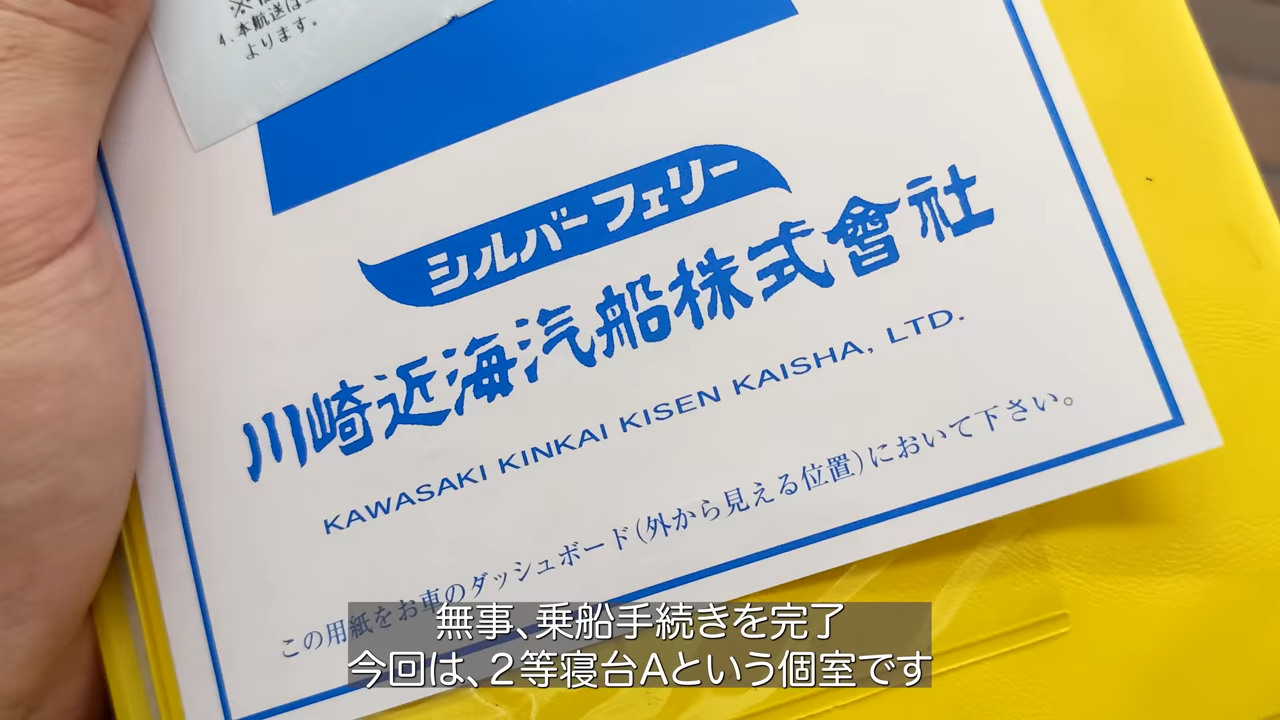 4.本航送は
よります。
シルバーフェリー
川崎近海汽船株式會社
KAWASAKI KINKAI KISEN KAISHA, LTD.
この用紙をお車のダッシュボード(外から見える位置)において下さい。
無事、乗船手続きを完了
今回は、2等寝台Aという個室です